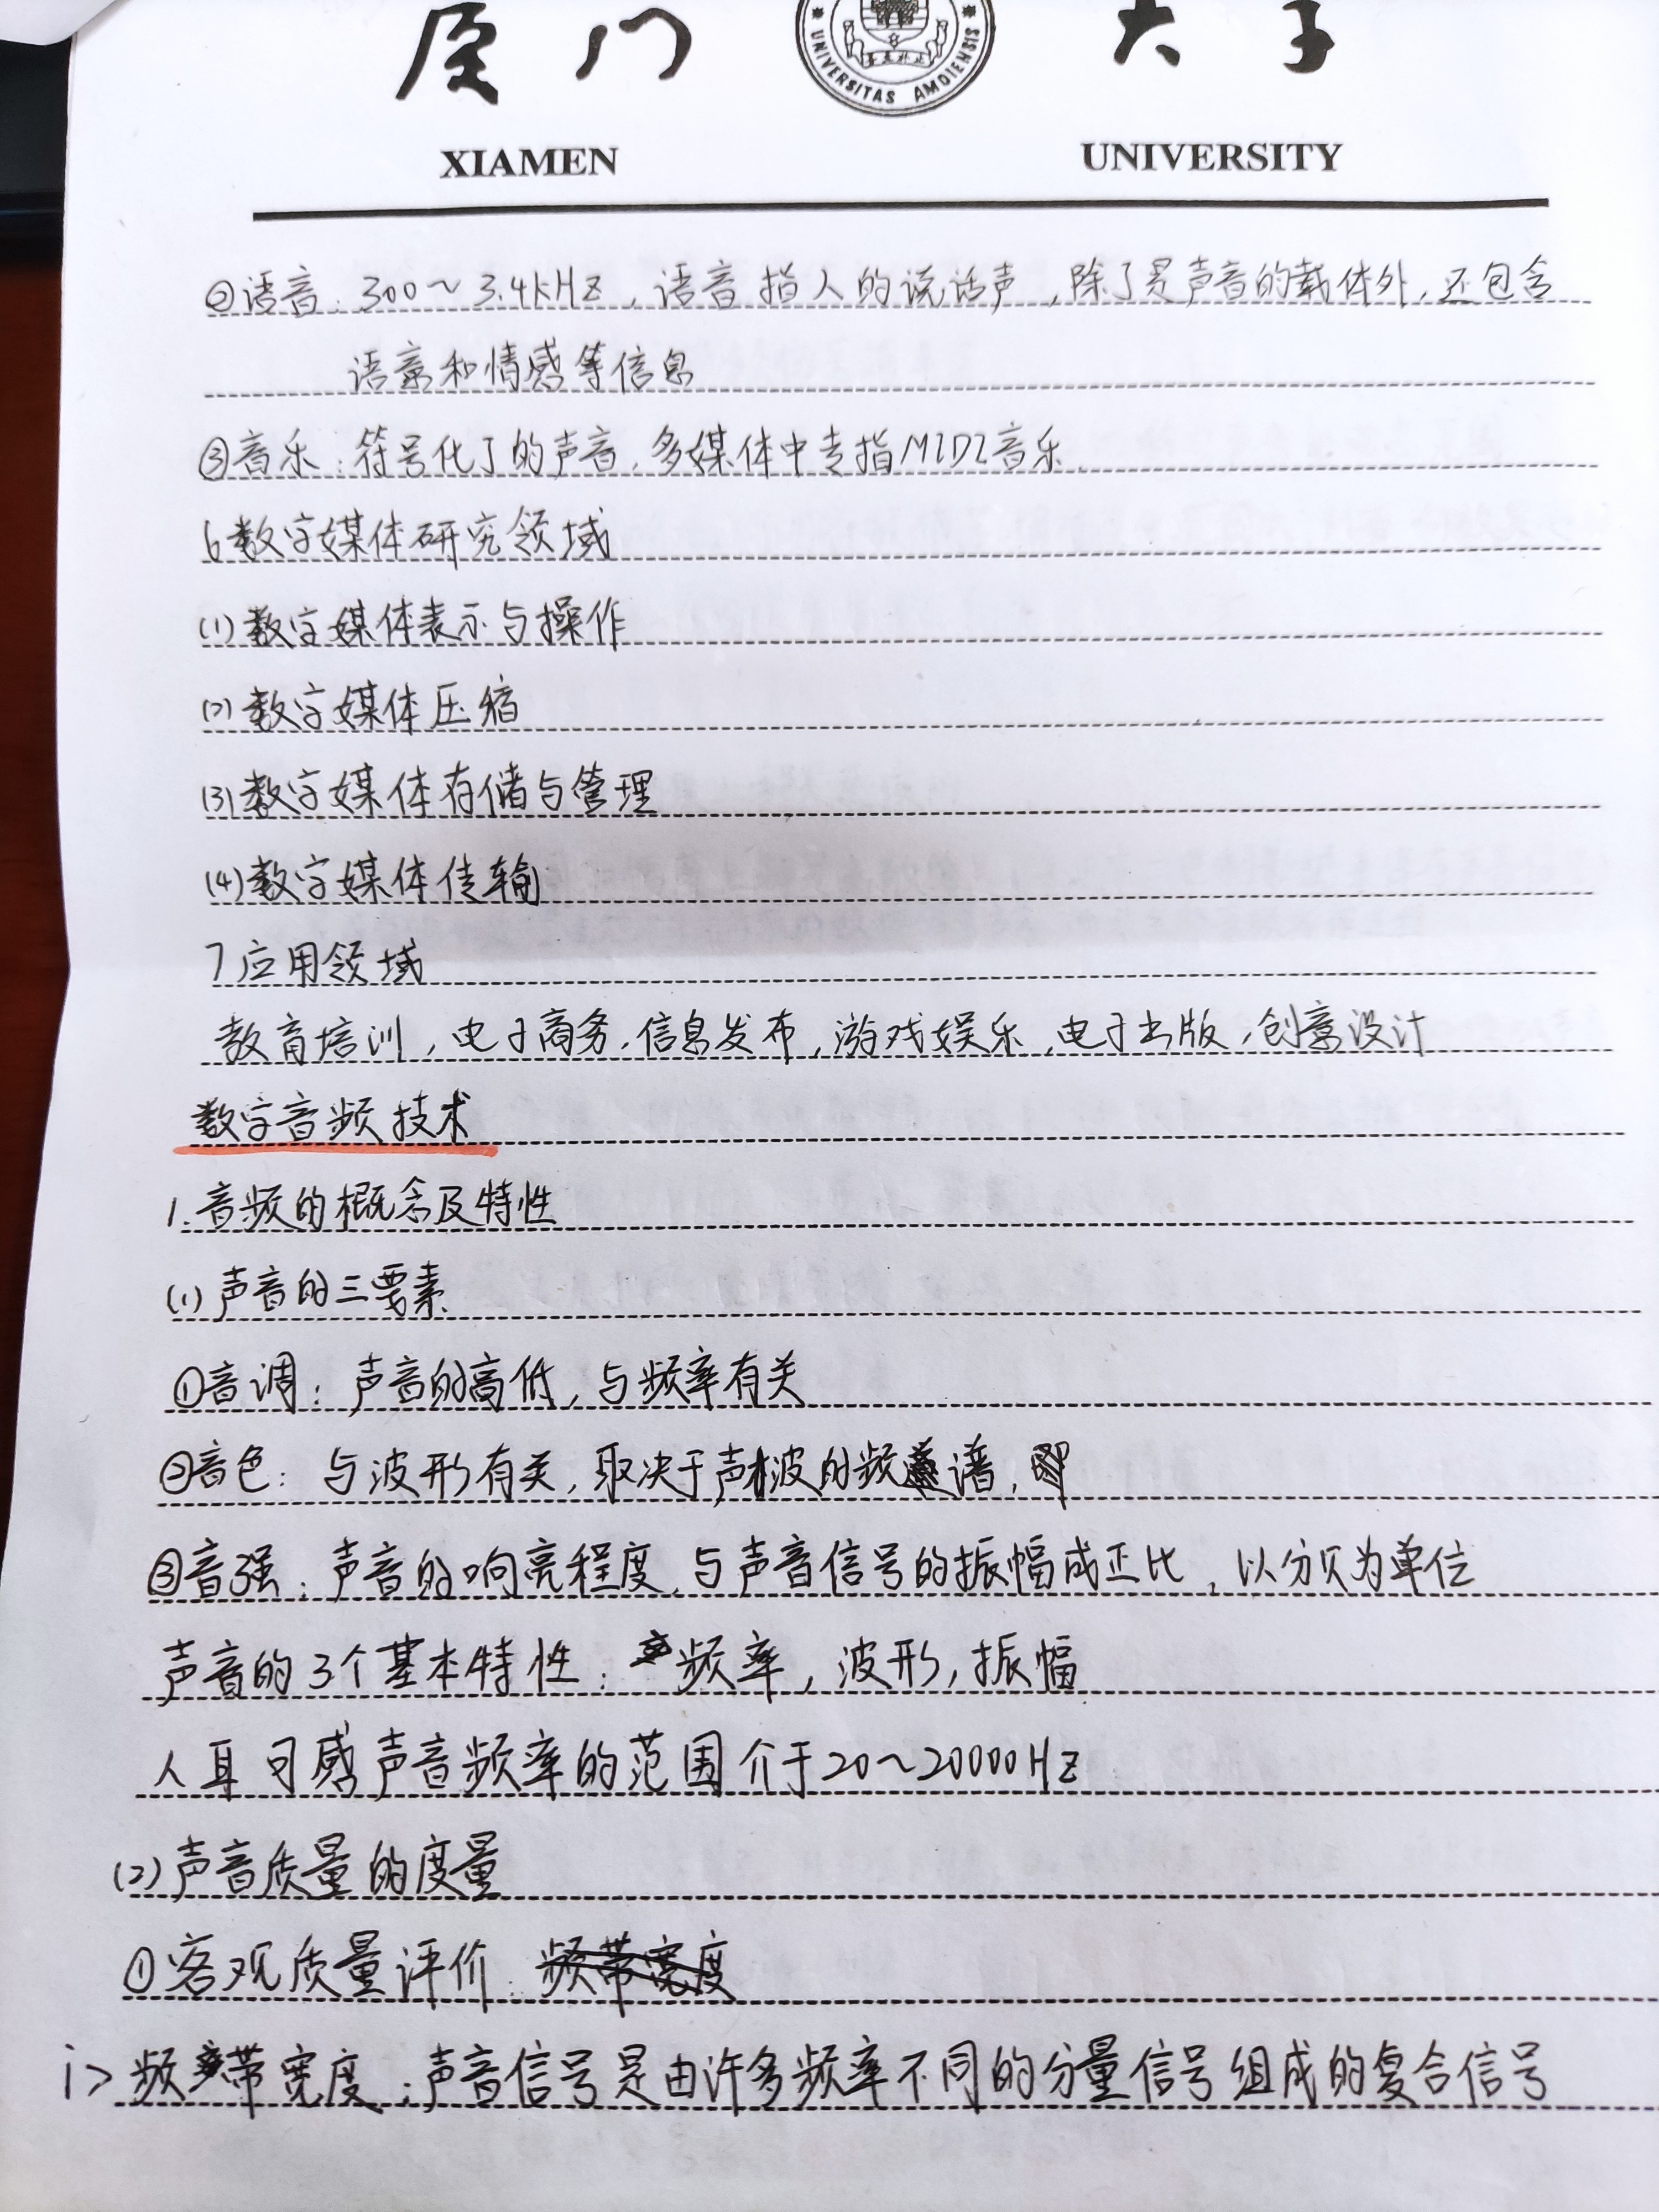 厦门 大学
UNIVERSITAS AMOIENSIS
XIAMEN UNIVERSITY
②语音：300～3.4kHZ，语音指人的说话声，除了是声音的载体外，还包含
语意和情感等信息
③音乐：符号化了的声音，多媒体中专指MIDI音乐
6数字媒体研究领域
(1)数字媒体表示与操作
(2)数字媒体压缩
(3)数字媒体存储与管理
(4)数字媒体传输
7应用领域
教育培训，电子商务，信息发布，游戏娱乐，电子出版，创意设计
数字音频技术
1.音频的概念及特性
(1)声音的三要素
①音调：声音的高低，与频率有关
②音色：与波形有关，取决于声波的频谱，
③音强：声音的响亮程度，与声音信号的振幅成正比，以分贝为单位
声音的3个基本特性：频率，波形，振幅
人耳可感声音频率的范围介于20～20000HZ
(2)声音质量的度量
①客观质量评价：频带宽度
i>频带宽度：声音信号是由许多频率不同的分量信号组成的复合信号